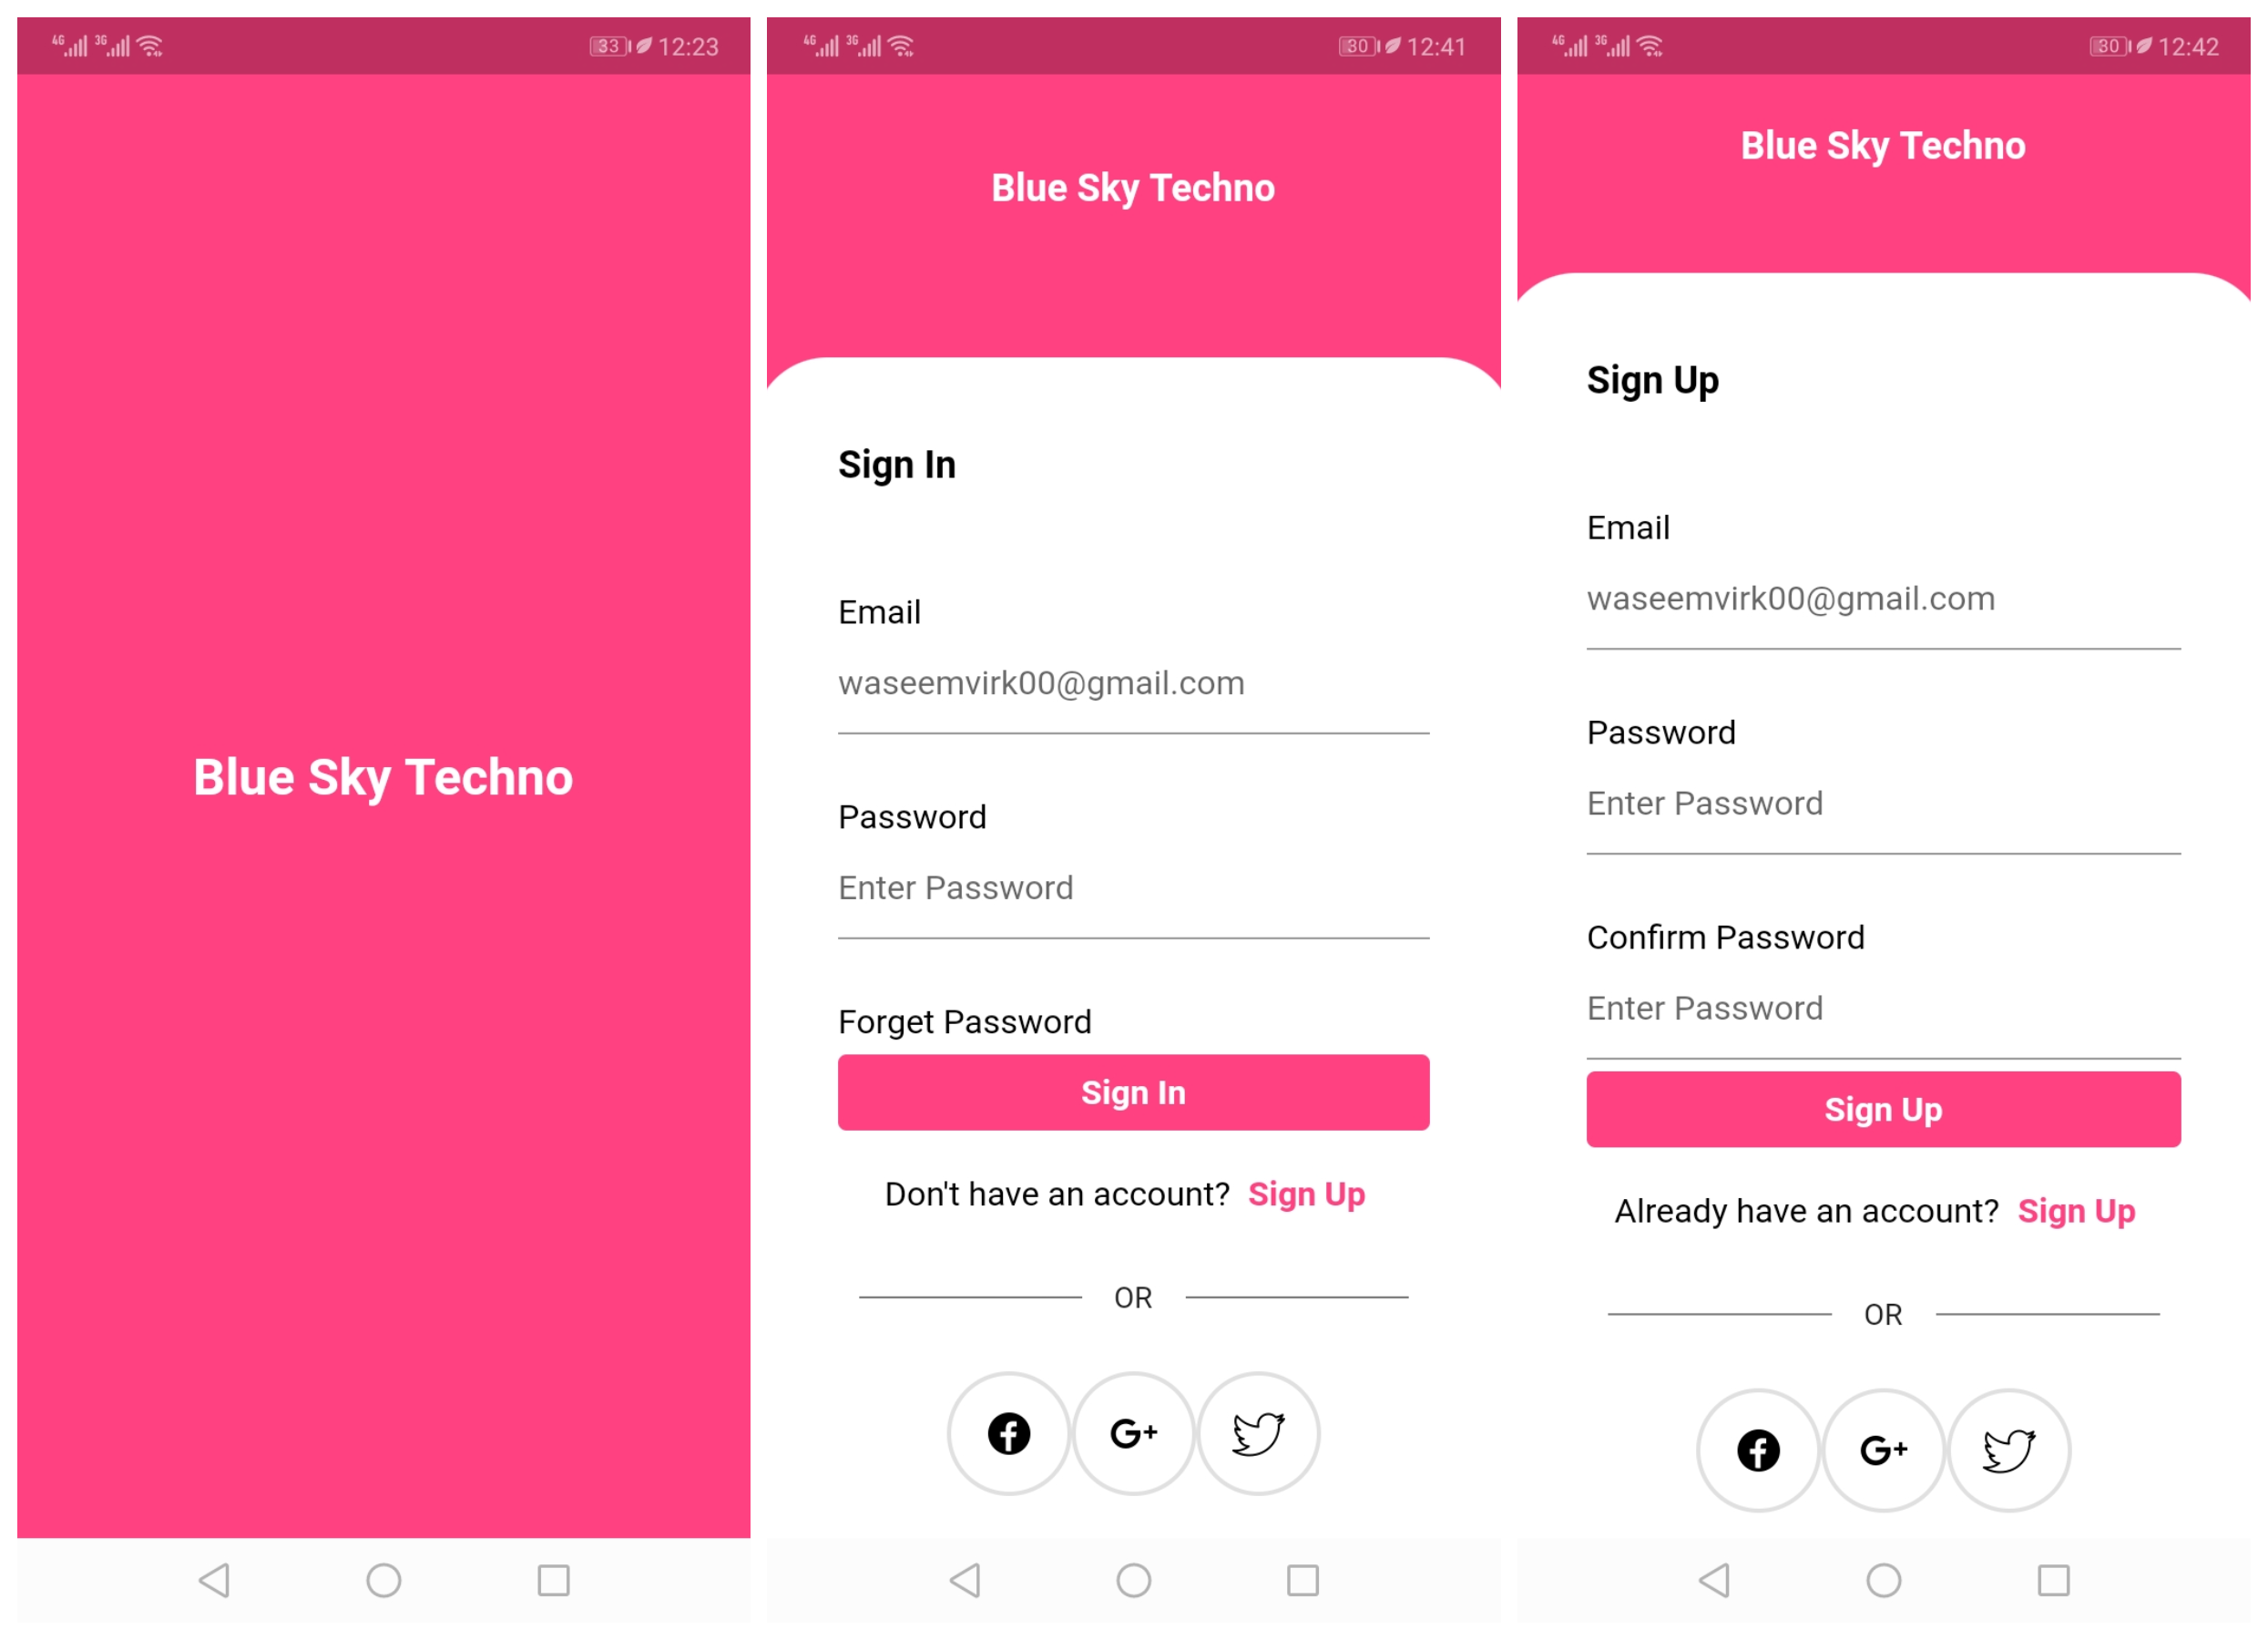 4G 3G 33 12:23
Blue Sky Techno
4G 3G 30 12:41
Blue Sky Techno
Sign In
Email
waseemvirk00@gmail.com
Password
Enter Password
Forget Password
Sign In
Don't have an account? Sign Up
OR
f G+
4G 3G 30 12:42
Blue Sky Techno
Sign Up
Email
waseemvirk00@gmail.com
Password
Enter Password
Confirm Password
Enter Password
Sign Up
Already have an account? Sign Up
OR
f G+